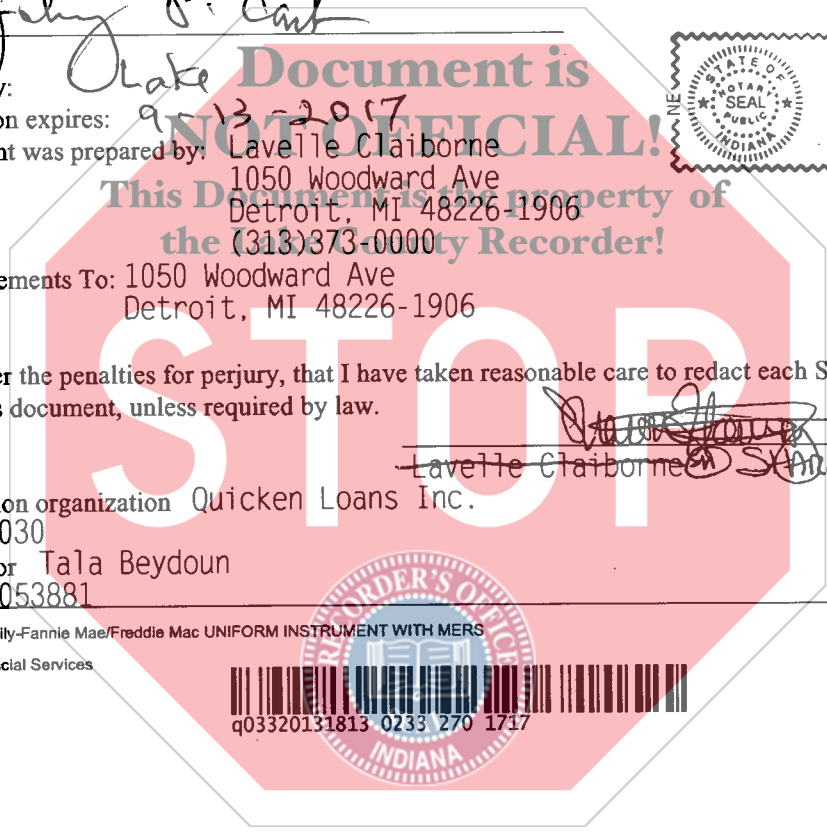 y: Lake
Document is
STATE OF
NOTARY
SEAL
PUBLIC
INDIANA
NE
on expires: 9-13-2017
NOT OFFICIAL!
nt was prepared by: Lavelle Claiborne
1050 Woodward Ave
This Document is the property of
Detroit, MI 48226-1906
the Lake County Recorder!
(313)373-0000
ements To: 1050 Woodward Ave
Detroit, MI 48226-1906
STOP
er the penalties for perjury, that I have taken reasonable care to redact each S
s document, unless required by law.
Lavelle Claiborne
on organization Quicken Loans Inc.
030
or Tala Beydoun
053881
RECORDER'S OFFICE
ily-Fannie Mae/Freddie Mac UNIFORM INSTRUMENT WITH MERS
cial Services
q03320131813 0233 270 1717
INDIANA